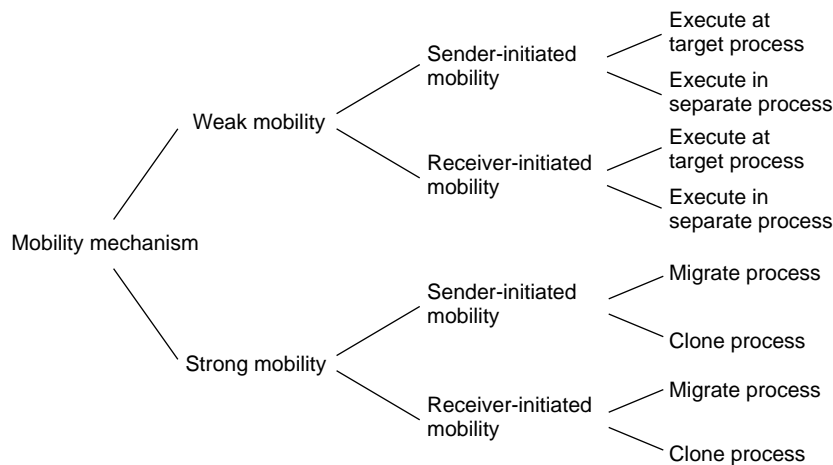 Mobility mechanism
Weak mobility
Sender-initiated
mobility
Execute at
target process
Execute in
separate process
Receiver-initiated
mobility
Execute at
target process
Execute in
separate process
Strong mobility
Sender-initiated
mobility
Migrate process
Clone process
Receiver-initiated
mobility
Migrate process
Clone process